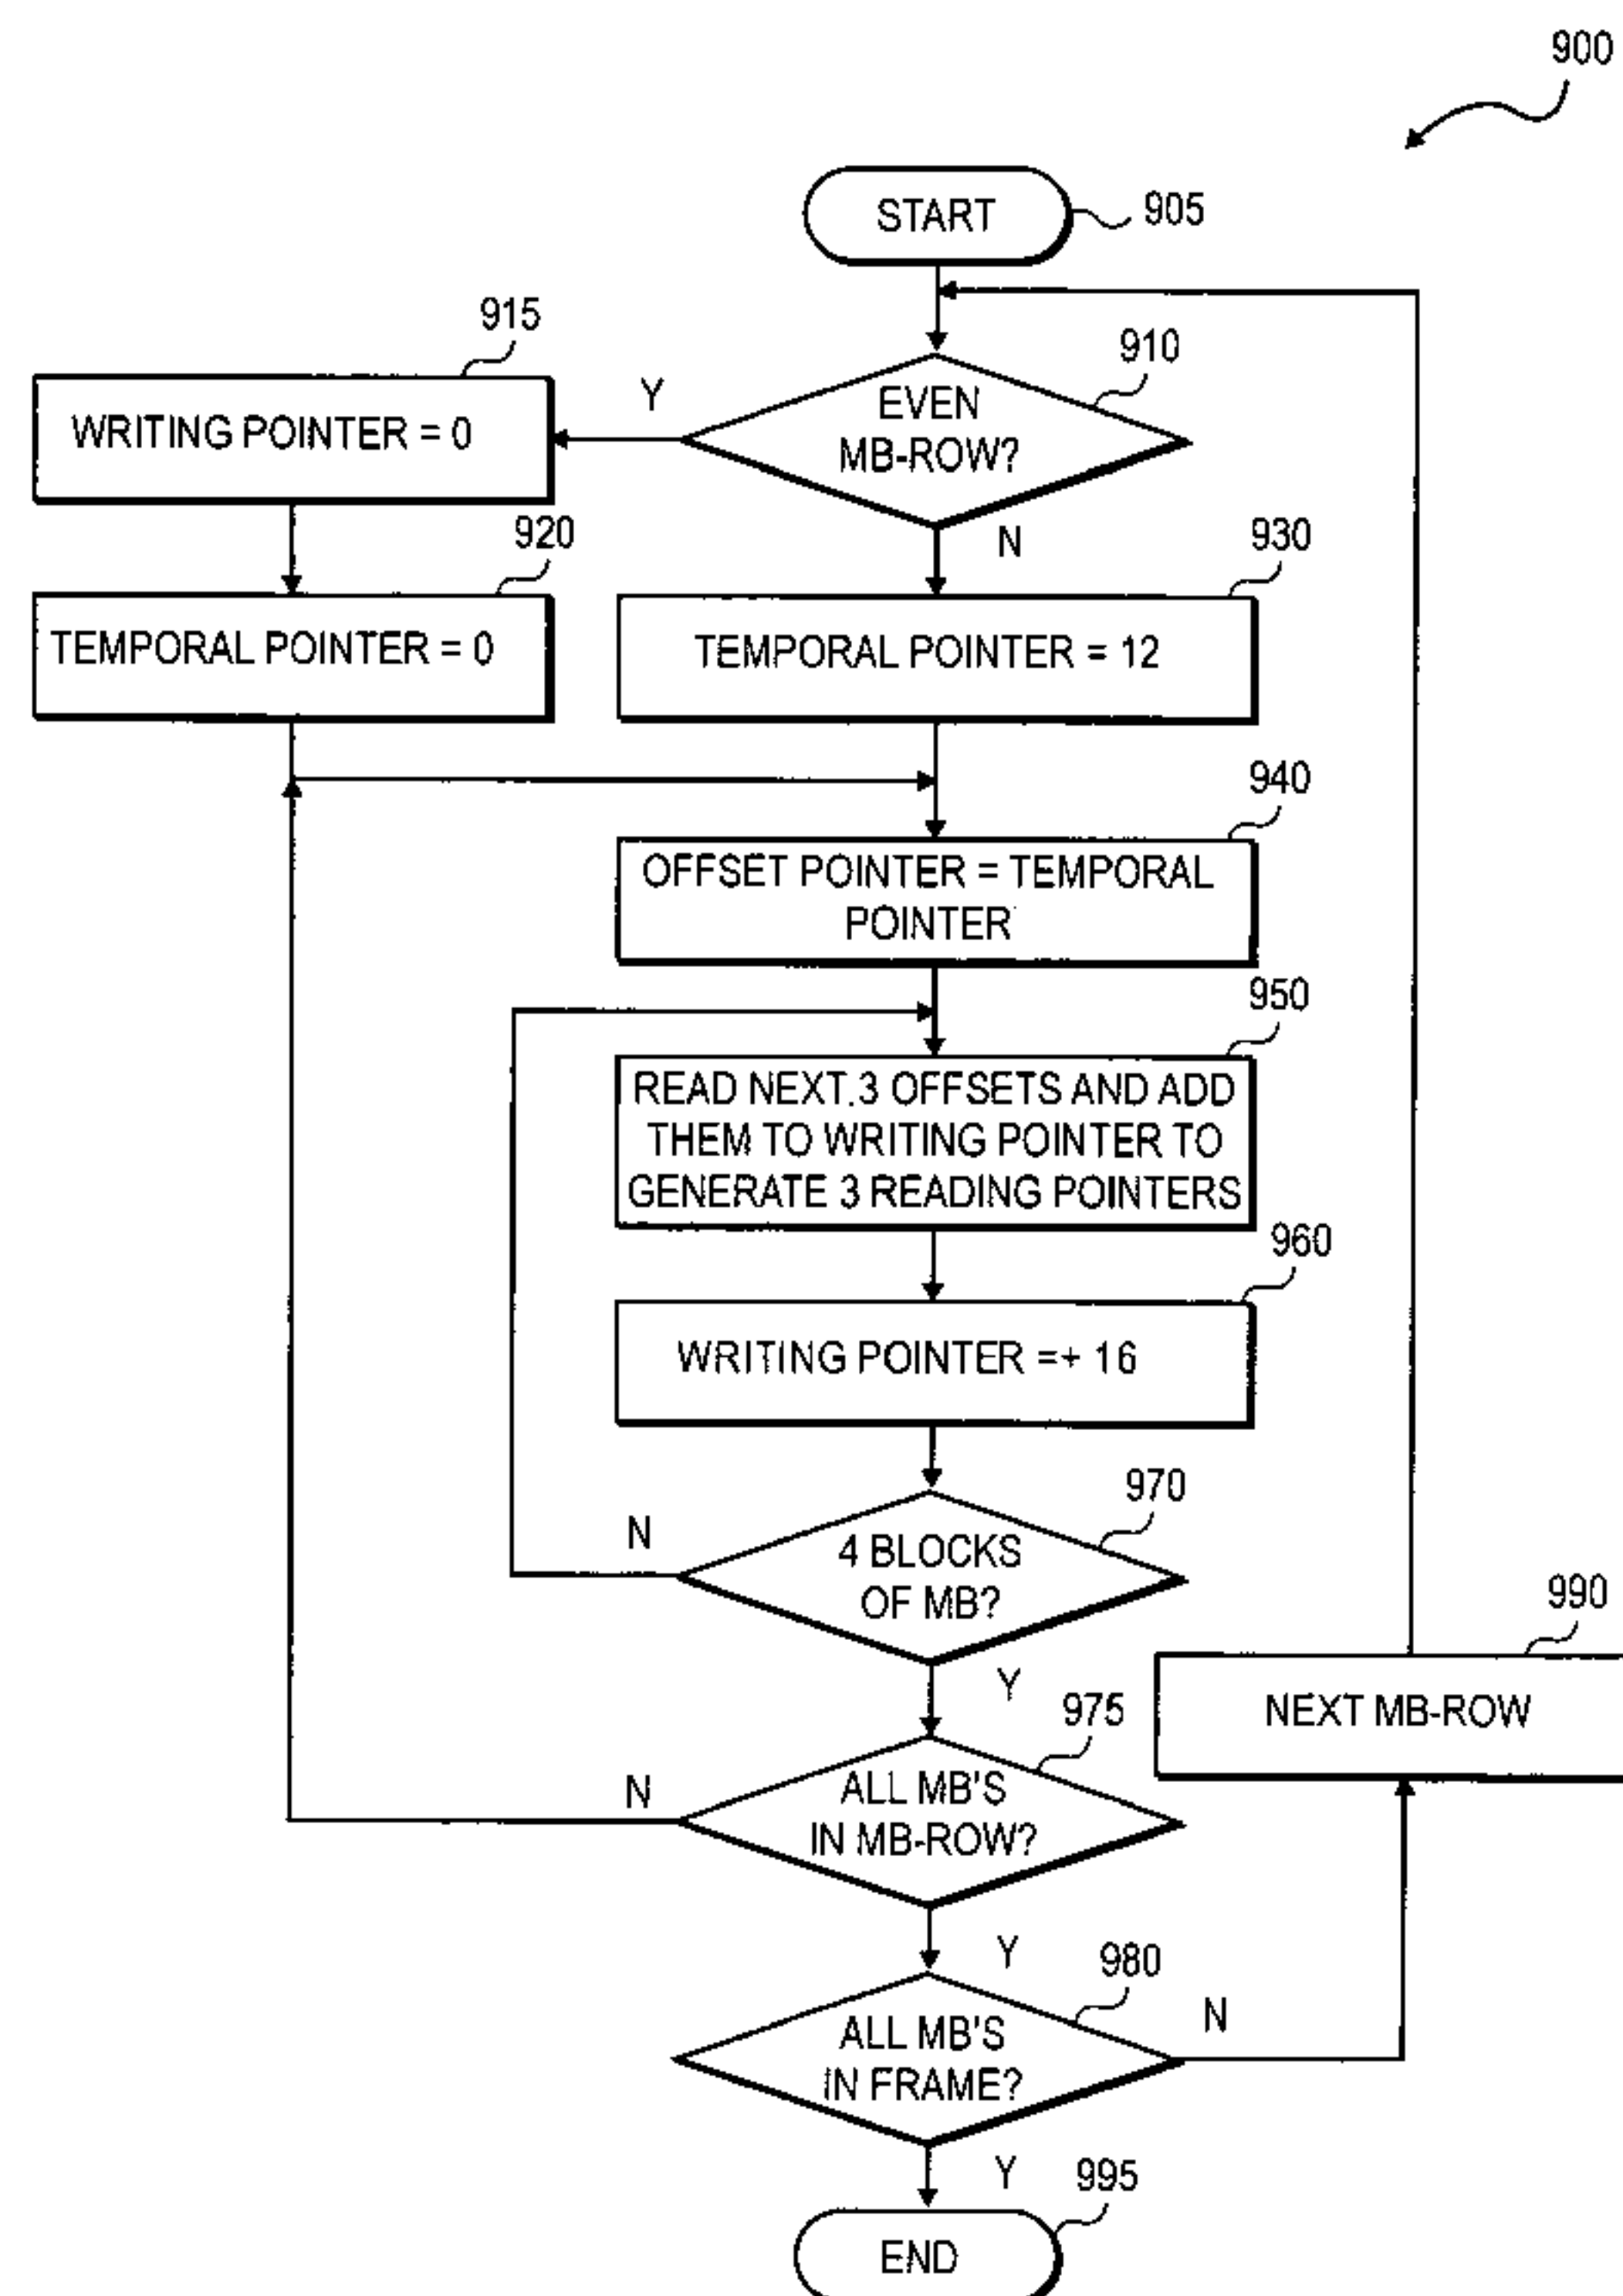 900
START
905
915
910
WRITING POINTER = 0
Y
EVEN
MB-ROW?
920
N
930
TEMPORAL POINTER = 0
TEMPORAL POINTER = 12
940
OFFSET POINTER = TEMPORAL
POINTER
950
READ NEXT 3 OFFSETS AND ADD
THEM TO WRITING POINTER TO
GENERATE 3 READING POINTERS
960
WRITING POINTER =+ 16
970
N
4 BLOCKS
OF MB?
990
Y
975
NEXT MB-ROW
N
ALL MB'S
IN MB-ROW?
Y
980
N
ALL MB'S
IN FRAME?
Y
995
END